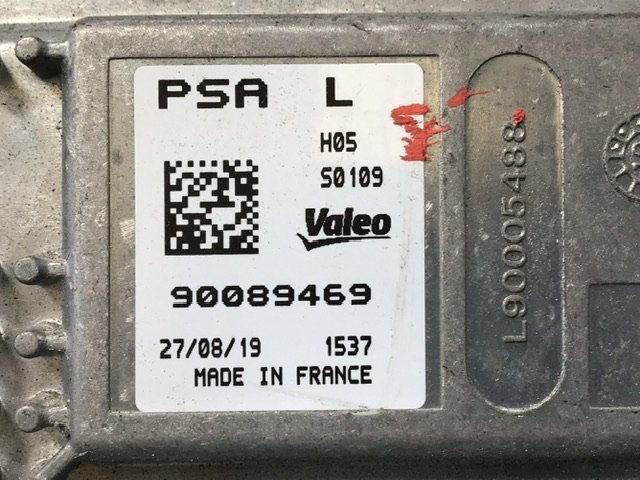 PSA L
H05
S0109
Valeo
90089469
27/08/19 1537
MADE IN FRANCE
L90005488